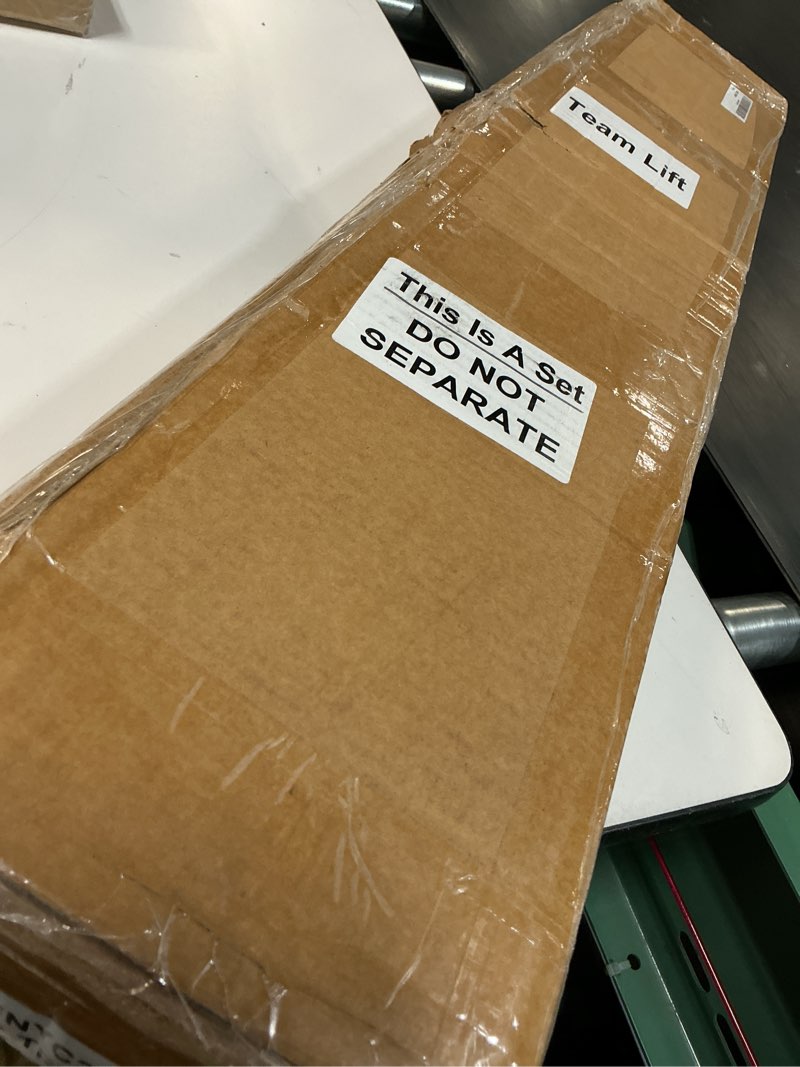 Team Lift
This Is A Set
DO NOT
SEPARATE